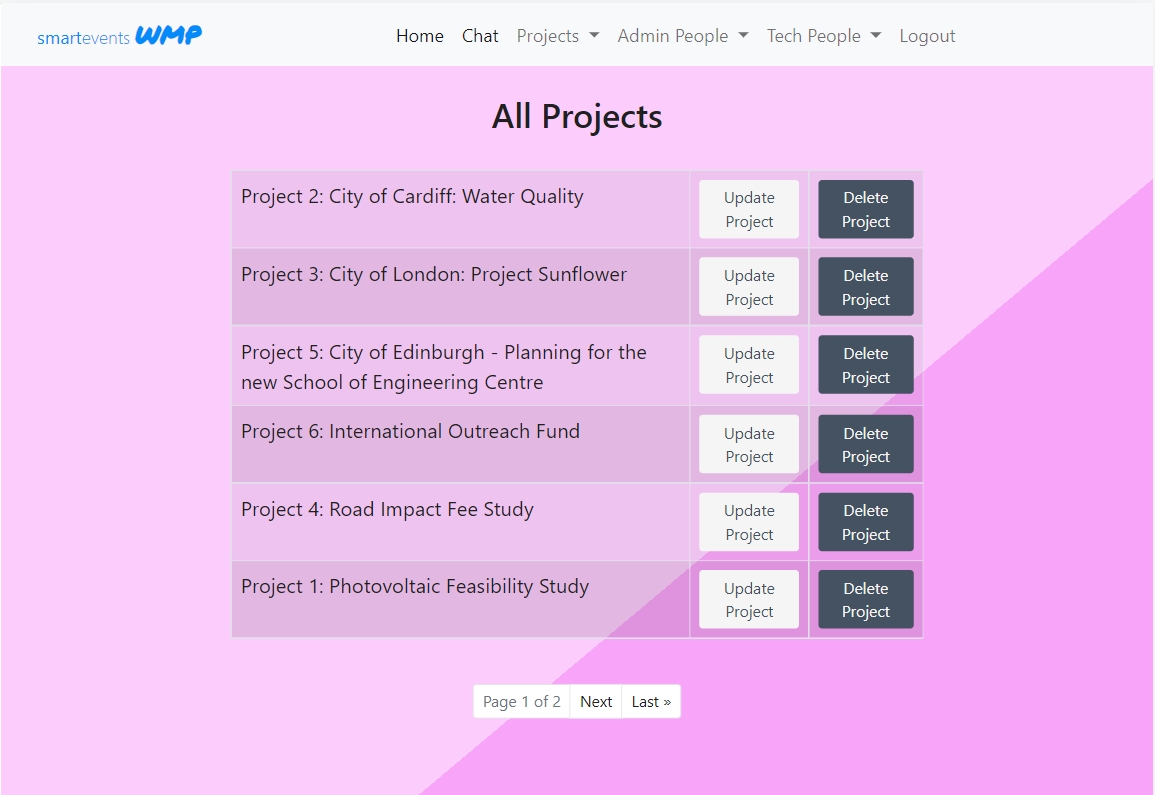 smartevents WMP Home Chat Projects Admin People Tech People Logout
All Projects
Project 2: City of Cardiff: Water Quality
Update
Project
Delete
Project
Project 3: City of London: Project Sunflower
Update
Project
Delete
Project
Project 5: City of Edinburgh - Planning for the
new School of Engineering Centre
Update
Project
Delete
Project
Project 6: International Outreach Fund
Update
Project
Delete
Project
Project 4: Road Impact Fee Study
Update
Project
Delete
Project
Project 1: Photovoltaic Feasibility Study
Update
Project
Delete
Project
Page 1 of 2 Next Last »